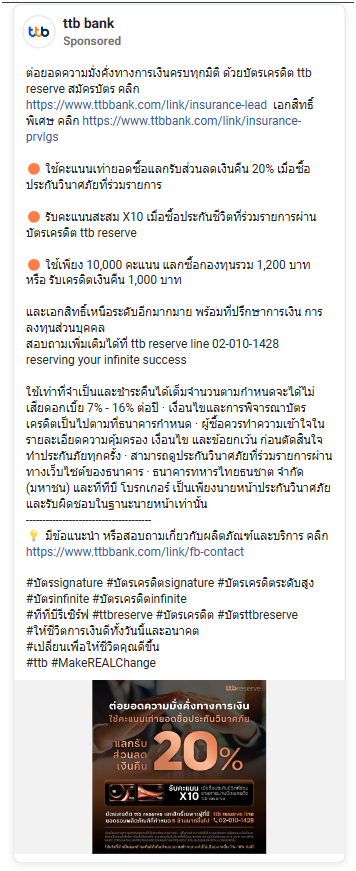 ttb bank
Sponsored
ttb
ต่อยอดความมั่งคั่งทางการเงินครบทุกมิติ ด้วยบัตรเครดิต ttb
reserve สมัครบัตร คลิก
https://www.ttbbank.com/link/insurance-lead เอกสิทธิ์
พิเศษ คลิก https://www.ttbbank.com/link/insurance-
prvlgs
ใช้คะแนนเท่ายอดซื้อแลกรับส่วนลดเงินคืน 20% เมื่อซื้อ
ประกันวินาศภัยที่ร่วมรายการ
รับคะแนนสะสม X10 เมื่อซื้อประกันชีวิตที่ร่วมรายการผ่าน
บัตรเครดิต ttb reserve
ใช้เพียง 10,000 คะแนน แลกซื้อกองทุนรวม 1,200 บาท
หรือ รับเครดิตเงินคืน 1,000 บาท
และเอกสิทธิ์เหนือระดับอีกมากมาย พร้อมที่ปรึกษาการเงิน การ
ลงทุนส่วนบุคคล
สอบถามเพิ่มเติมได้ที่ ttb reserve line 02-010-1428
reserving your infinite success
ใช้เท่าที่จำเป็นและชำระคืนได้เต็มจำนวนตามกำหนดจะได้ไม่
เสียดอกเบี้ย 7% - 16% ต่อปี · เงื่อนไขและการพิจารณาบัตร
เครดิตเป็นไปตามที่ธนาคารกำหนด · ผู้ซื้อควรทำความเข้าใจใน
รายละเอียดความคุ้มครอง เงื่อนไข และข้อยกเว้น ก่อนตัดสินใจ
ทำประกันภัยทุกครั้ง · สามารถดูประกันวินาศภัยที่ร่วมรายการผ่าน
ทางเว็บไซต์ของธนาคาร · ธนาคารทหารไทยธนชาต จำกัด
(มหาชน) และทีทีบี โบรกเกอร์ เป็นเพียงนายหน้าประกันวินาศภัย
และรับผิดชอบในฐานะนายหน้าเท่านั้น
--------------------------------------
มีข้อแนะนำ หรือสอบถามเกี่ยวกับผลิตภัณฑ์และบริการ คลิก
https://www.ttbbank.com/link/fb-contact
#บัตรsignature #บัตรเครดิตsignature #บัตรเครดิตระดับสูง
#บัตรinfinite #บัตรเครดิตinfinite
#ทีทีบีรีเซิร์ฟ #ttbreserve #บัตรเครดิต #บัตรttbreserve
#ให้ชีวิตการเงินดีทั้งวันนี้และอนาคต
#เปลี่ยนเพื่อให้ชีวิตคุณดีขึ้น
#ttb #MakeREALChange
ttbreserve
ต่อยอดความมั่งคั่งทางการเงิน
ใช้คะแนนเท่ายอดซื้อประกันวินาศภัย
แลกรับ
ส่วนลด
เงินคืน
20%
รับคะแนน
X10
ttb reserve
ttb reserve line
02-010-1428